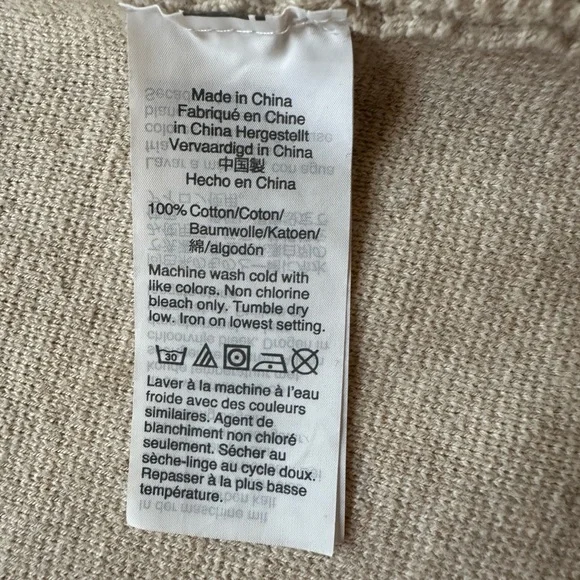 Made in China
Fabriqué en Chine
in China Hergestellt
Vervaardigd in China
中国製
Hecho en China
100% Cotton/Coton/
Baumwolle/Katoen/
綿/algodón
Machine wash cold with
like colors. Non chlorine
bleach only. Tumble dry
low. Iron on lowest setting.
30
Laver à la machine à l'eau
froide avec des couleurs
similaires. Agent de
blanchiment non chloré
seulement. Sécher au
sèche-linge au cycle doux.
Repasser à la plus basse
température.